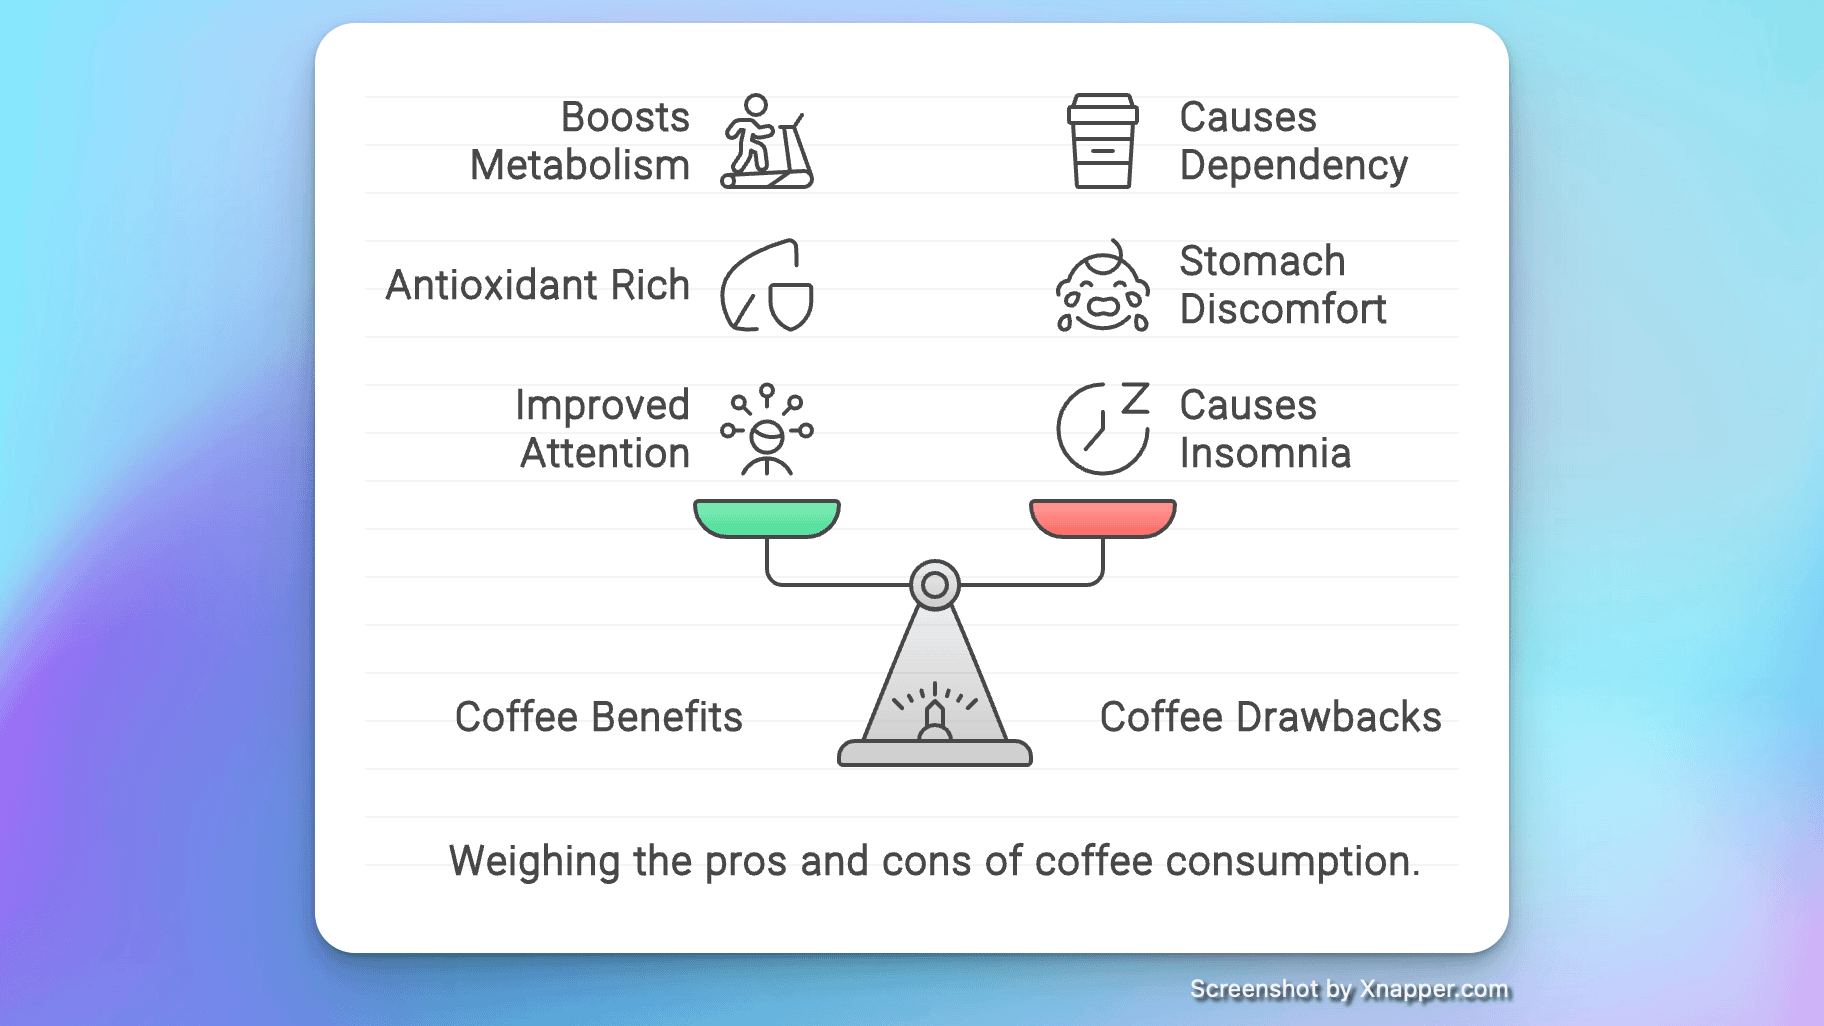 Boosts
Metabolism
Causes
Dependency
Antioxidant Rich
Stomach
Discomfort
Improved
Attention
Causes
Insomnia
Coffee Benefits
Coffee Drawbacks
Weighing the pros and cons of coffee consumption.
Screenshot by Xnapper.com